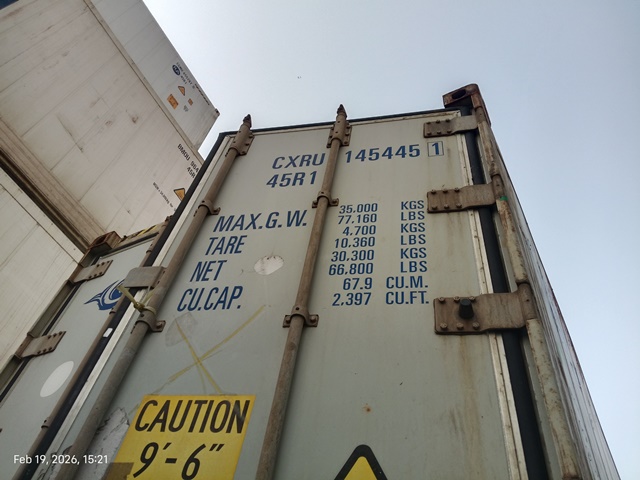 CXRU 145445 1
45R1
MAX.G.W. 35.000 KGS
77.160 LBS
TARE 4.700 KGS
10.360 LBS
NET 30.300 KGS
66.800 LBS
CU.CAP. 67.9 CU.M.
2.397 CU.FT.
CAUTION
9'-6"
Feb 19, 2026, 15:21